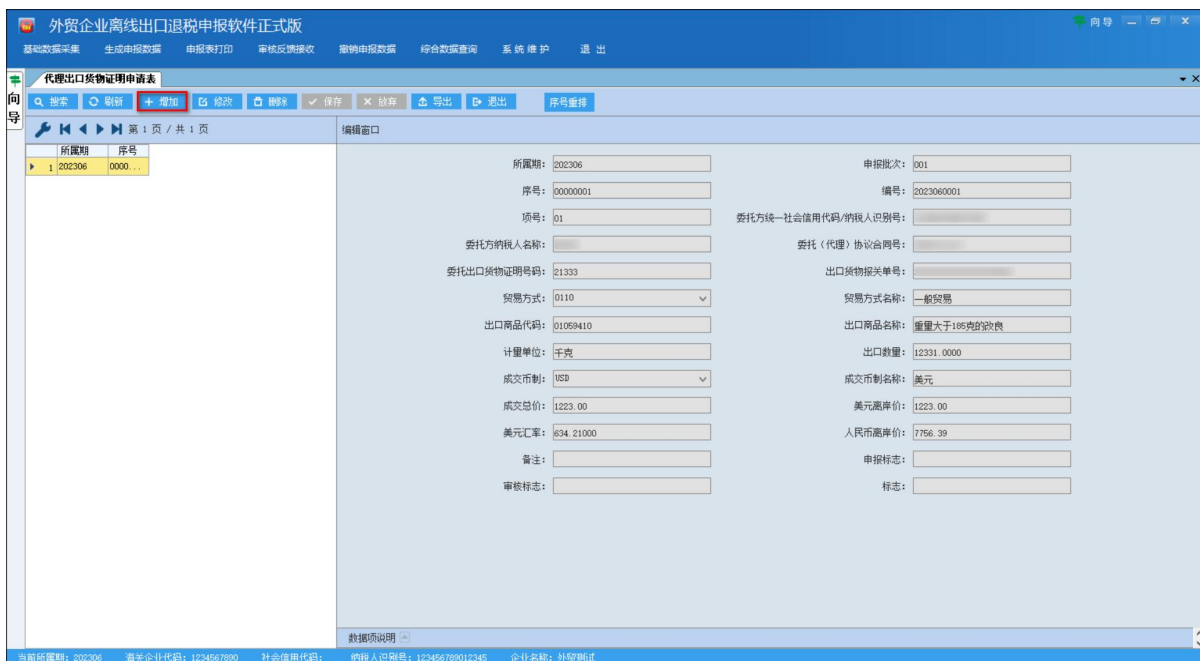 外贸企业离线出口退税申报软件正式版
向导
基础数据采集 生成申报数据 申报表打印 审核反馈接收 撤销申报数据 综合数据查询 系统维护 退出
向导
代理出口货物证明申请表
搜索 刷新 增加 修改 删除 保存 放弃 导出 退出 序号重排
第 1 页 / 共 1 页
编辑窗口
所属期 序号
1 202306 0000...
所属期: 202306 申报批次: 001
序号: 00000001 编号: 2023060001
项号: 01 委托方统一社会信用代码/纳税人识别号:
委托方纳税人名称: 委托(代理)协议合同号:
委托出口货物证明号码: 21333 出口货物报关单号:
贸易方式: 0110 贸易方式名称: 一般贸易
出口商品代码: 01059410 出口商品名称: 重量大于185克的改良
计量单位: 千克 出口数量: 12331.0000
成交币制: USD 成交币制名称: 美元
成交总价: 1223.00 美元离岸价: 1223.00
美元汇率: 634.21000 人民币离岸价: 7756.39
备注: 申报标志:
审核标志: 标志:
数据项说明
当前所属期: 202306 海关企业代码: 1234567890 社会信用代码: 纳税人识别号: 123456789012345 企业名称: 外贸测试